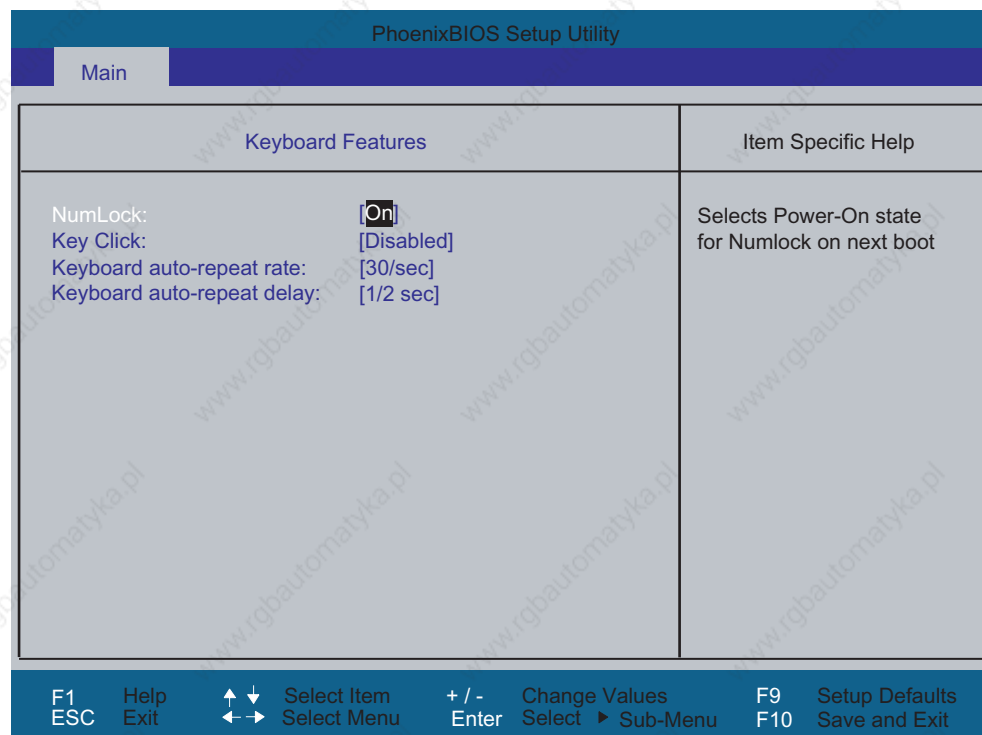 PhoenixBIOS Setup Utility
Main
Keyboard Features
Item Specific Help
NumLock: [On]
Key Click: [Disabled]
Keyboard auto-repeat rate: [30/sec]
Keyboard auto-repeat delay: [1/2 sec]
Selects Power-On state
for Numlock on next boot
F1 Help Select Item + / - Change Values F9 Setup Defaults
ESC Exit Select Menu Enter Select Sub-Menu F10 Save and Exit
www.rgbautomatyka.pl